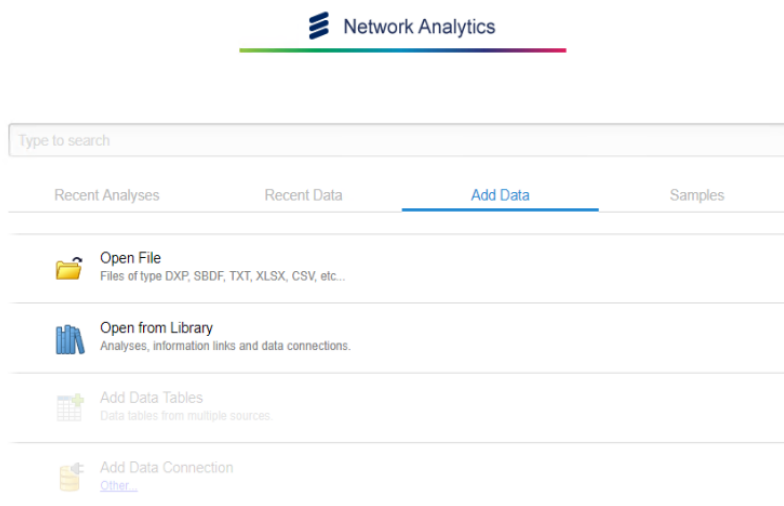 Network Analytics
Type to search
Recent Analyses Recent Data Add Data Samples
Open File
Files of type DXP, SBDF, TXT, XLSX, CSV, etc...
Open from Library
Analyses, information links and data connections.
Add Data Tables
Data tables from multiple sources.
Add Data Connection
Other...